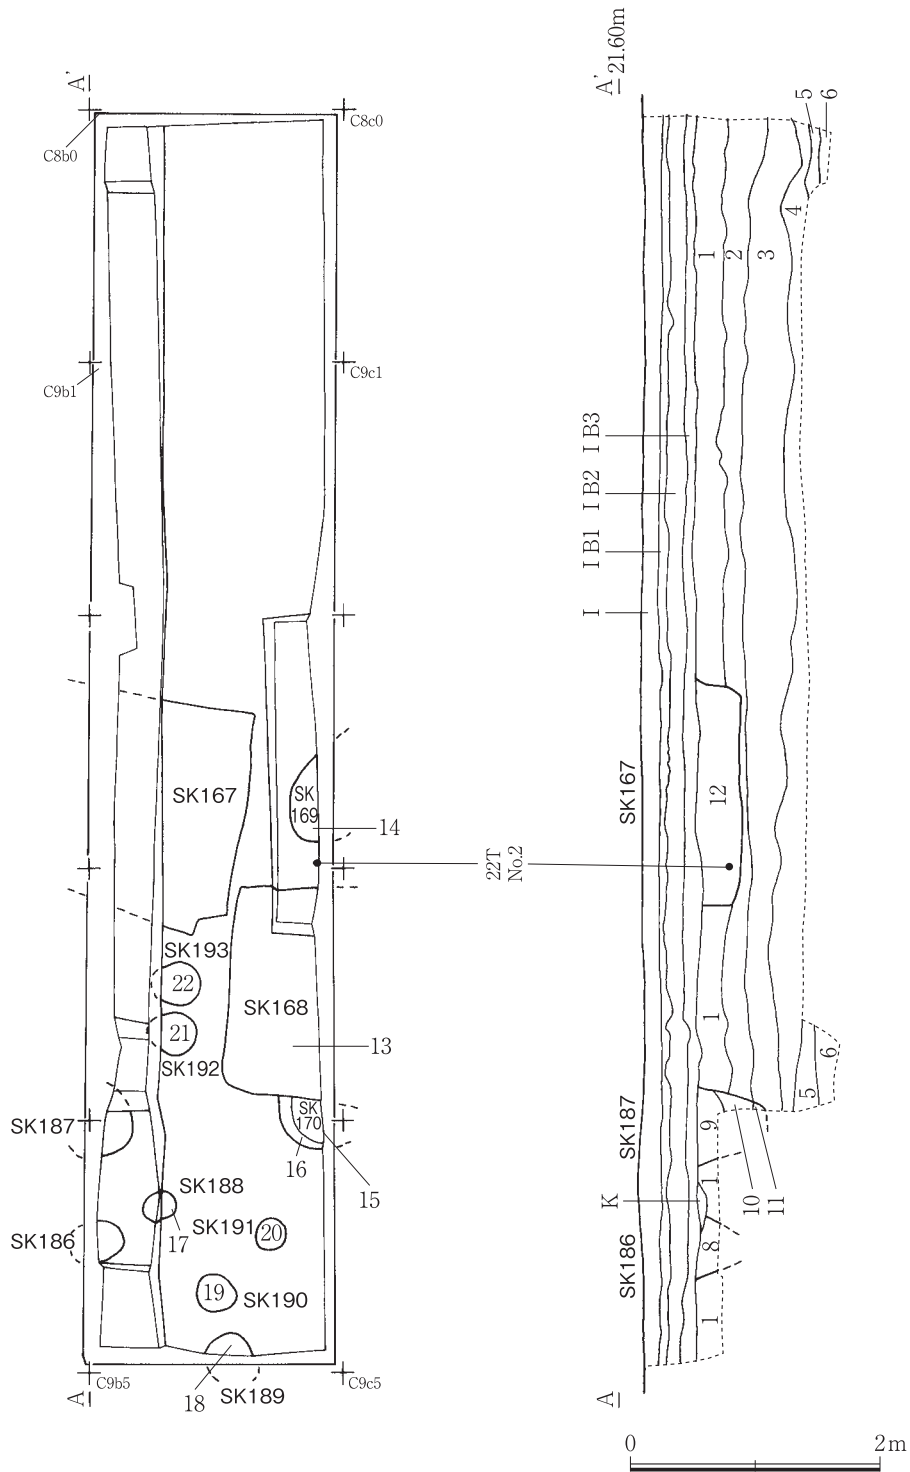 A'
C8b0
C8c0
C9b1
C9c1
SK167
SK
169
14
22T
No.2
SK193
22
SK168
21
13
SK192
SK
170
SK187
16
15
SK188
17
SK191
20
SK186
19
SK190
18
SK189
C9b5
C9c5
A
A'
21.60m
5
6
4
1
2
3
I B3
I B2
I B1
I
SK167
12
1
6
5
SK187
9
10
11
1
K
8
SK186
1
A
0
2m